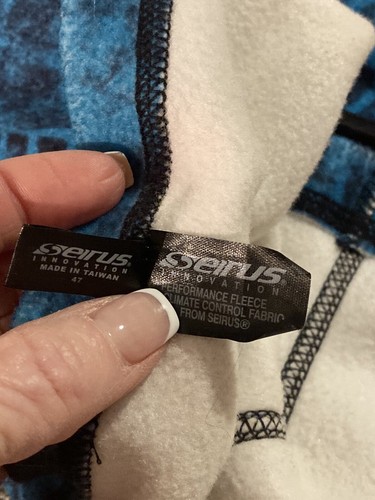 SEIRUS
INNOVATION
MADE IN TAIWAN
47
SEIRUS®
INNOVATION
PERFORMANCE FLEECE
CLIMATE CONTROL FABRIC
FROM SEIRUS®